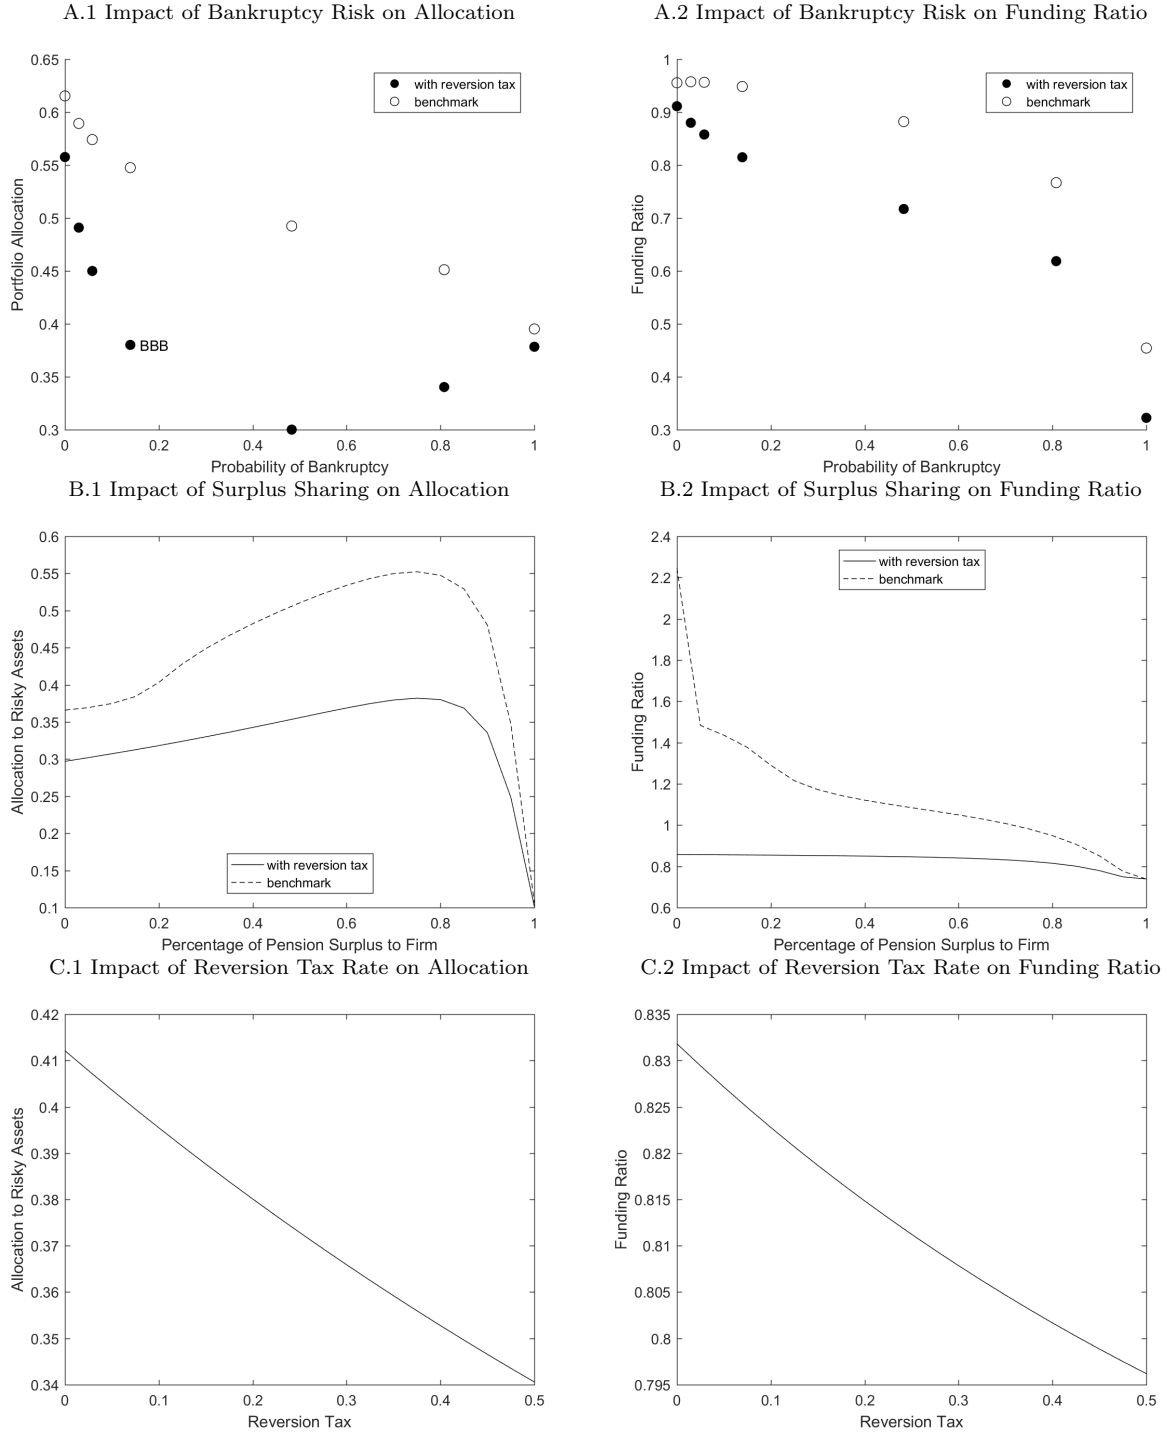 A.1 Impact of Bankruptcy Risk on Allocation
0.65
0.6
0.55
0.5
0.45
0.4
0.35
0.3
Portfolio Allocation
with reversion tax
benchmark
BBB
0 0.2 0.4 0.6 0.8 1
Probability of Bankruptcy
A.2 Impact of Bankruptcy Risk on Funding Ratio
1
0.9
0.8
0.7
0.6
0.5
0.4
0.3
Funding Ratio
with reversion tax
benchmark
0 0.2 0.4 0.6 0.8 1
Probability of Bankruptcy
B.1 Impact of Surplus Sharing on Allocation
0.6
0.55
0.5
0.45
0.4
0.35
0.3
0.25
0.2
0.15
0.1
Allocation to Risky Assets
with reversion tax
benchmark
0 0.2 0.4 0.6 0.8 1
Percentage of Pension Surplus to Firm
B.2 Impact of Surplus Sharing on Funding Ratio
2.4
2.2
2
1.8
1.6
1.4
1.2
1
0.8
0.6
Funding Ratio
with reversion tax
benchmark
0 0.2 0.4 0.6 0.8 1
Percentage of Pension Surplus to Firm
C.1 Impact of Reversion Tax Rate on Allocation
0.42
0.41
0.4
0.39
0.38
0.37
0.36
0.35
0.34
Allocation to Risky Assets
0 0.1 0.2 0.3 0.4 0.5
Reversion Tax
C.2 Impact of Reversion Tax Rate on Funding Ratio
0.835
0.83
0.825
0.82
0.815
0.81
0.805
0.8
0.795
Funding Ratio
0 0.1 0.2 0.3 0.4 0.5
Reversion Tax